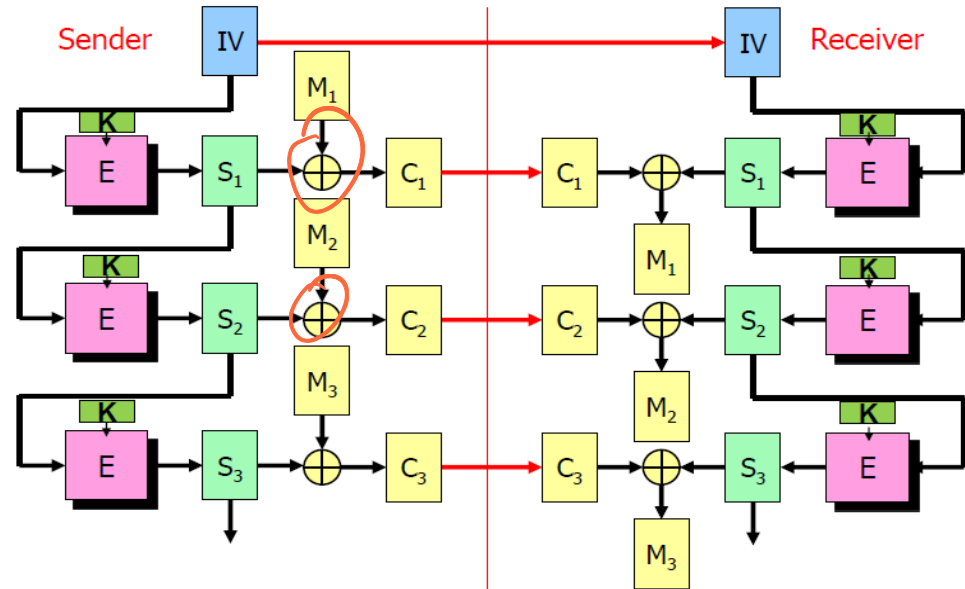 Sender IV IV Receiver
M₁
K K
E S₁ C₁ C₁ S₁ E
M₂ M₁
K K
E S₂ C₂ C₂ S₂ E
M₃ M₂
K K
E S₃ C₃ C₃ S₃ E
M₃